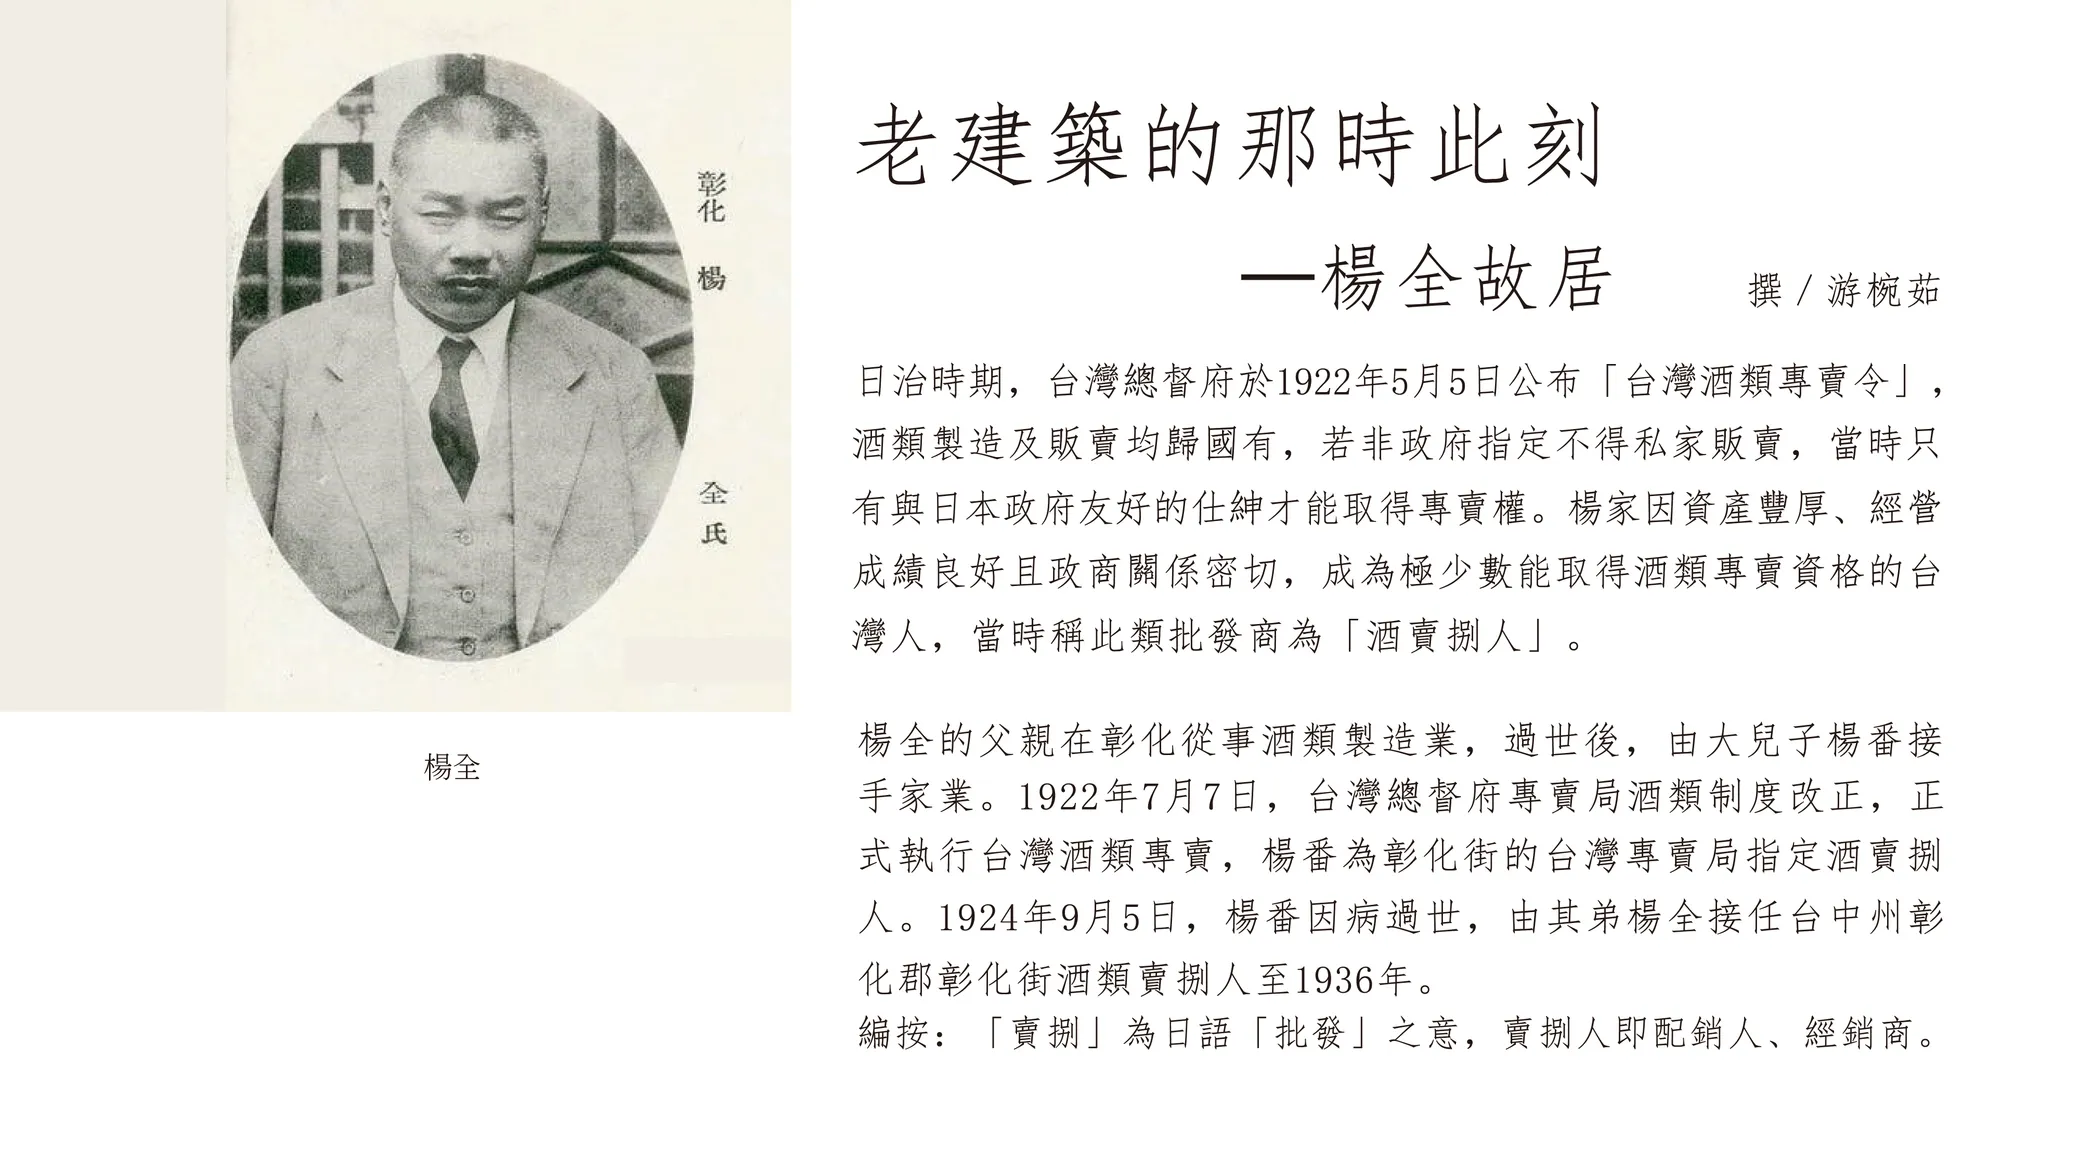 彰化 楊 全氏
楊全
老建築的那時此刻
—楊全故居
撰／游椀茹
日治時期，台灣總督府於1922年5月5日公布「台灣酒類專賣令」，
酒類製造及販賣均歸國有，若非政府指定不得私家販賣，當時只
有與日本政府友好的仕紳才能取得專賣權。楊家因資產豐厚、經營
成績良好且政商關係密切，成為極少數能取得酒類專賣資格的台
灣人，當時稱此類批發商為「酒賣捌人」。
楊全的父親在彰化從事酒類製造業，過世後，由大兒子楊番接
手家業。1922年7月7日，台灣總督府專賣局酒類制度改正，正
式執行台灣酒類專賣，楊番為彰化街的台灣專賣局指定酒賣捌
人。1924年9月5日，楊番因病過世，由其弟楊全接任台中州彰
化郡彰化街酒類賣捌人至1936年。
編按：「賣捌」為日語「批發」之意，賣捌人即配銷人、經銷商。